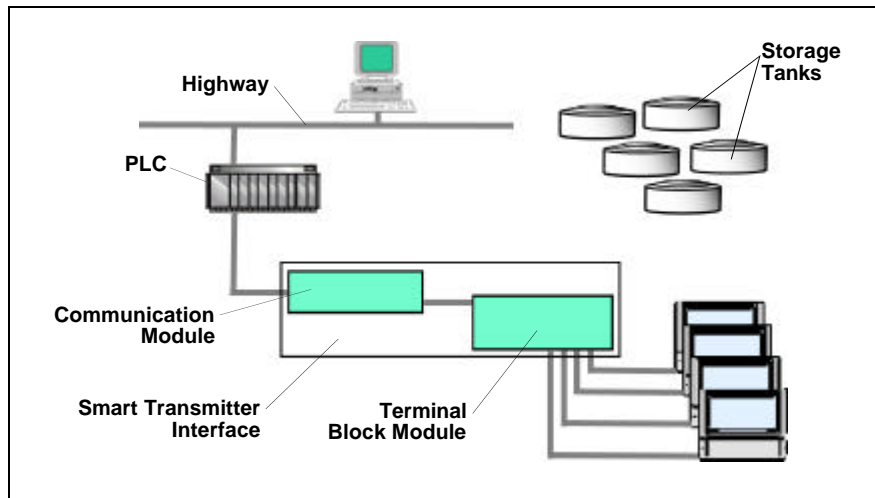 Storage
Tanks
Highway
PLC
Communication
Module
Smart Transmitter
Interface
Terminal
Block Module